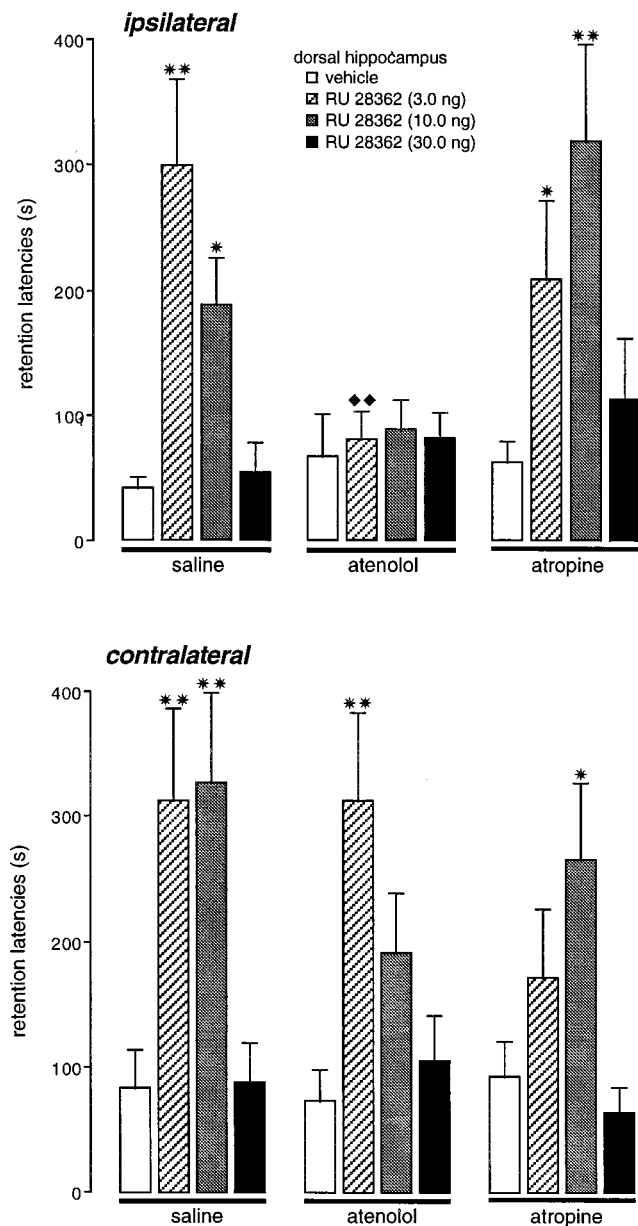 ipsilateral
400
300
200
100
0
retention latencies (s)
dorsal hippocampus
vehicle
RU 28362 (3.0 ng)
RU 28362 (10.0 ng)
RU 28362 (30.0 ng)
** * ♦♦ * **
saline atenolol atropine
contralateral
400
300
200
100
0
retention latencies (s)
** ** ** *
saline atenolol atropine